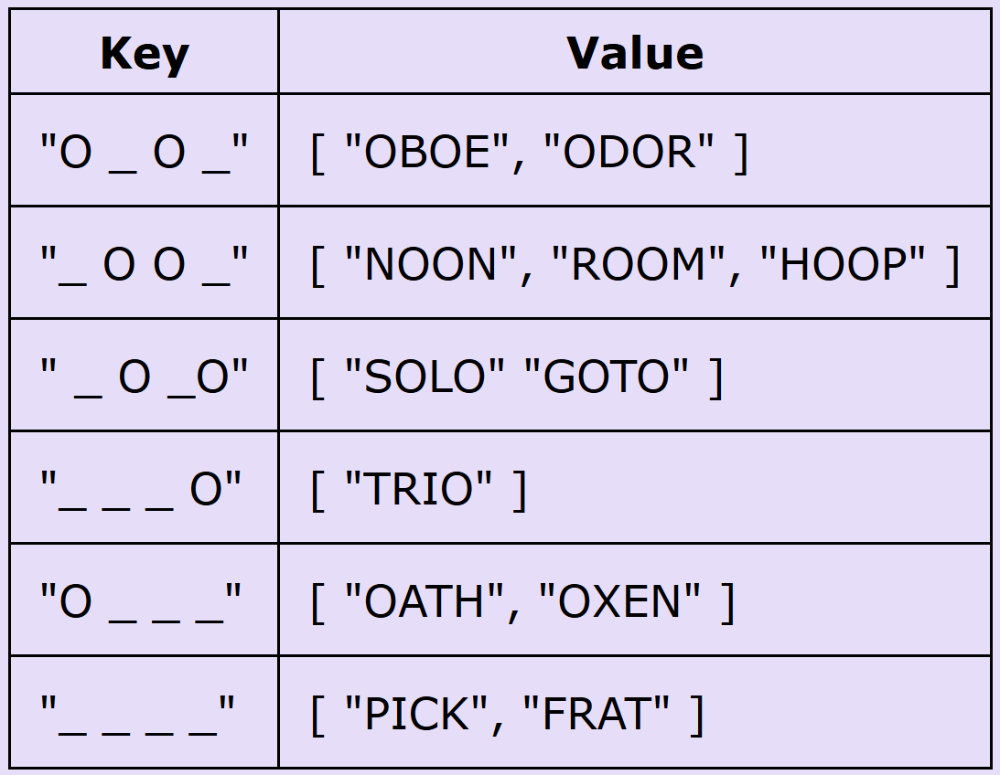 Key Value
"O _ O _" [ "OBOE", "ODOR" ]
"_ O O _" [ "NOON", "ROOM", "HOOP" ]
" _ O _O" [ "SOLO" "GOTO" ]
"_ _ _ O" [ "TRIO" ]
"O _ _ _" [ "OATH", "OXEN" ]
"_ _ _ _" [ "PICK", "FRAT" ]